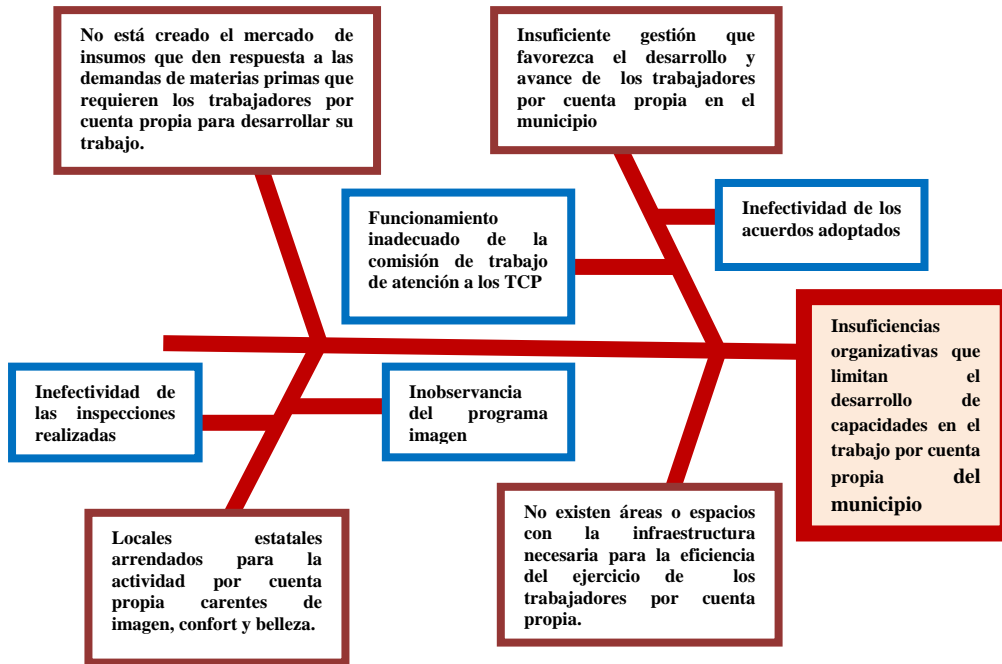 No está creado el mercado de
insumos que den respuesta a las
demandas de materias primas que
requieren los trabajadores por
cuenta propia para desarrollar su
trabajo.
Insuficiente gestión que
favorezca el desarrollo y
avance de los trabajadores
por cuenta propia en el
municipio
Funcionamiento
inadecuado de la
comisión de trabajo
de atención a los TCP
Inefectividad de los
acuerdos adoptados
Insuficiencias
organizativas que
limitan el
desarrollo de
capacidades en el
trabajo por cuenta
propia del
municipio
Inefectividad de
las inspecciones
realizadas
Inobservancia
del programa
imagen
Locales estatales
arrendados para la
actividad por cuenta
propia carentes de
imagen, confort y belleza.
No existen áreas o espacios
con la infraestructura
necesaria para la eficiencia
del ejercicio de los
trabajadores por cuenta
propia.